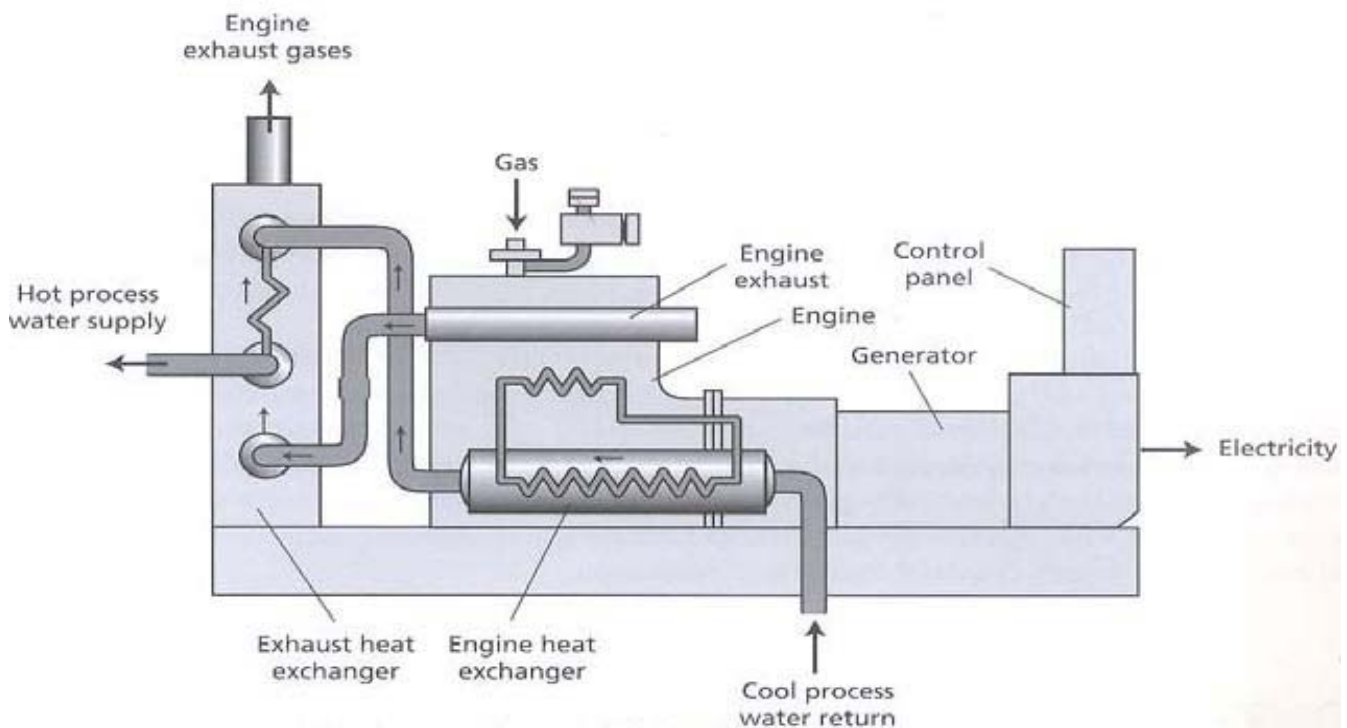 Engine
exhaust gases
Gas
Engine
exhaust
Control
panel
Hot process
water supply
Engine
Generator
Electricity
Exhaust heat
exchanger
Engine heat
exchanger
Cool process
water return